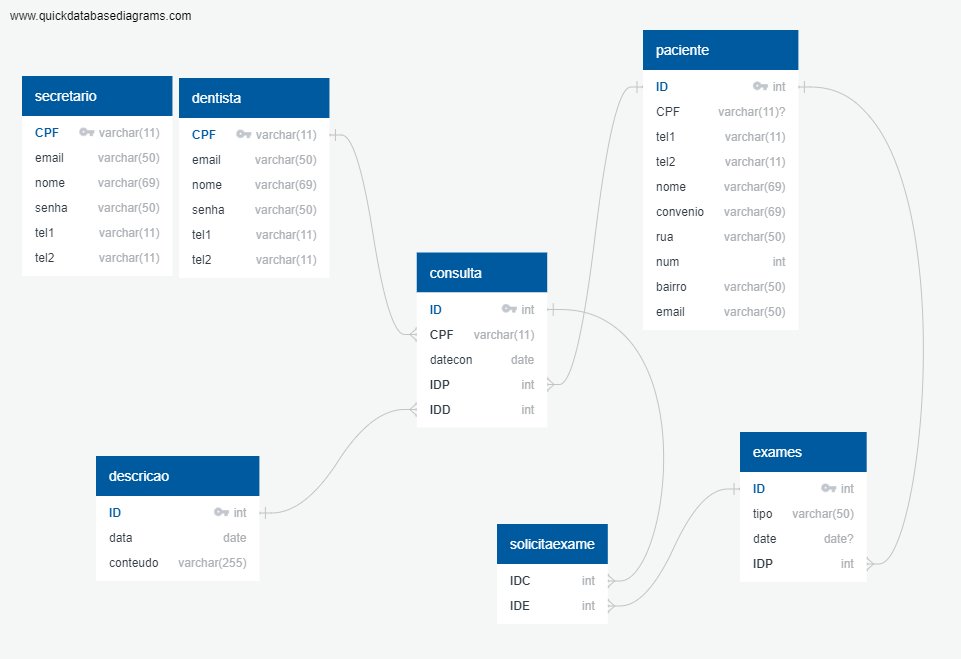 www.quickdatabasediagrams.com
secretario
CPF varchar(11)
email varchar(50)
nome varchar(69)
senha varchar(50)
tel1 varchar(11)
tel2 varchar(11)
dentista
CPF varchar(11)
email varchar(50)
nome varchar(69)
senha varchar(50)
tel1 varchar(11)
tel2 varchar(11)
paciente
ID int
CPF varchar(11)?
tel1 varchar(11)
tel2 varchar(11)
nome varchar(69)
convenio varchar(69)
rua varchar(50)
num int
bairro varchar(50)
email varchar(50)
consulta
ID int
CPF varchar(11)
datecon date
IDP int
IDD int
descricao
ID int
data date
conteudo varchar(255)
exames
ID int
tipo varchar(50)
date date?
IDP int
solicitaexame
IDC int
IDE int